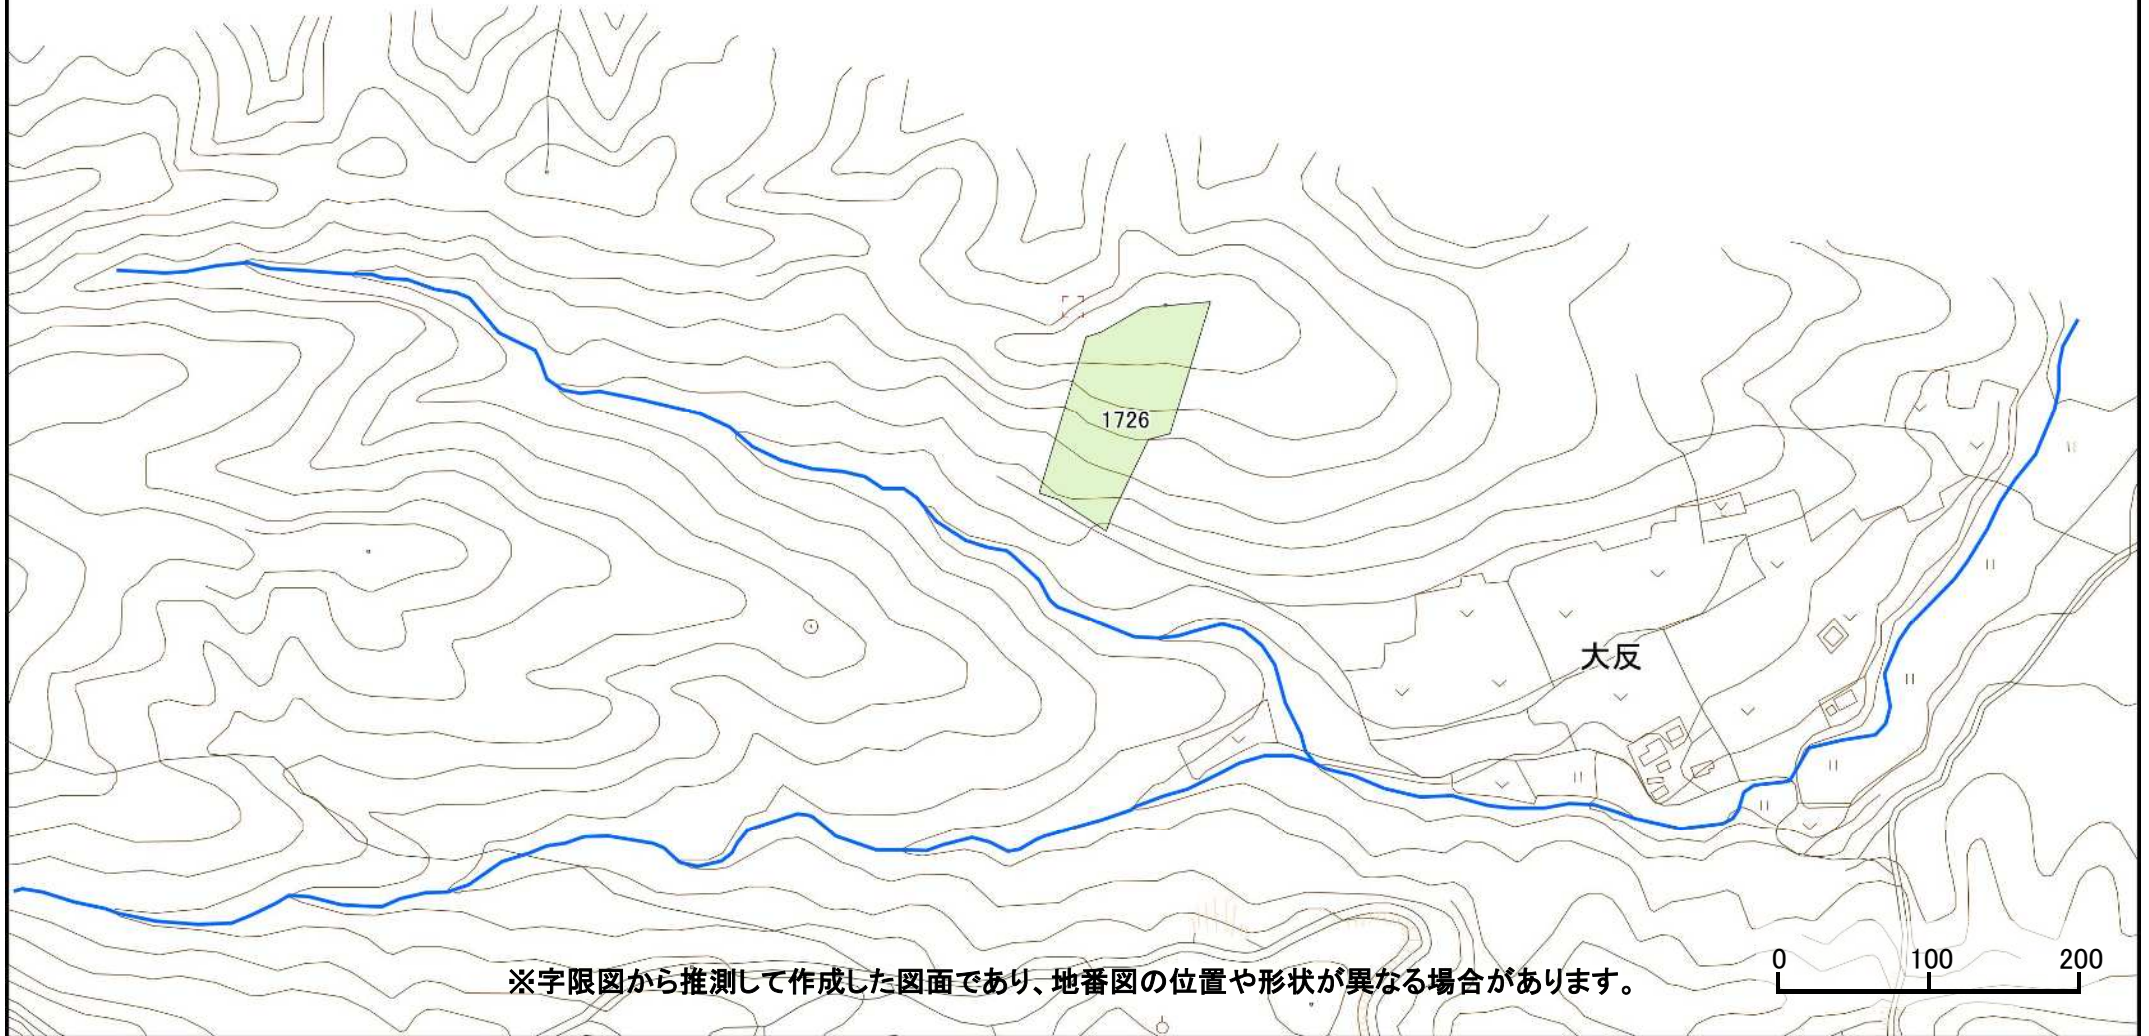 1726
大反
0 100 200
※字限図から推測して作成した図面であり、地番図の位置や形状が異なる場合があります。